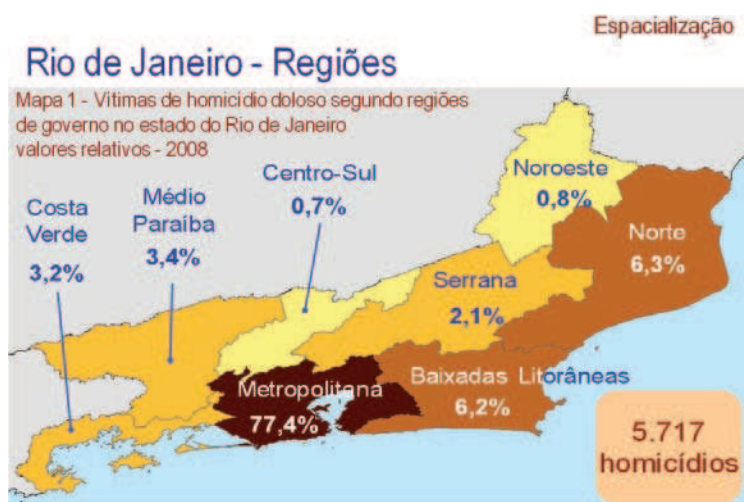 Espacialização
Rio de Janeiro - Regiões
Mapa 1 - Vítimas de homicídio doloso segundo regiões
de governo no estado do Rio de Janeiro
valores relativos - 2008
Costa
Verde
3,2%
Médio
Paraíba
3,4%
Centro-Sul
0,7%
Noroeste
0,8%
Norte
6,3%
Serrana
2,1%
Metropolitana
77,4%
Baixadas Litorâneas
6,2%
5.717
homicídios